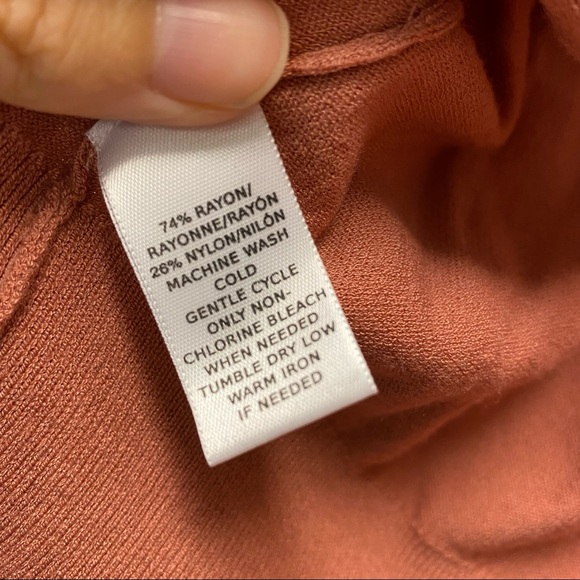 74% RAYON/
RAYONNE/RAYÓN
26% NYLON/NILÓN
MACHINE WASH
COLD
GENTLE CYCLE
ONLY NON-
CHLORINE BLEACH
WHEN NEEDED
TUMBLE DRY LOW
WARM IRON
IF NEEDED